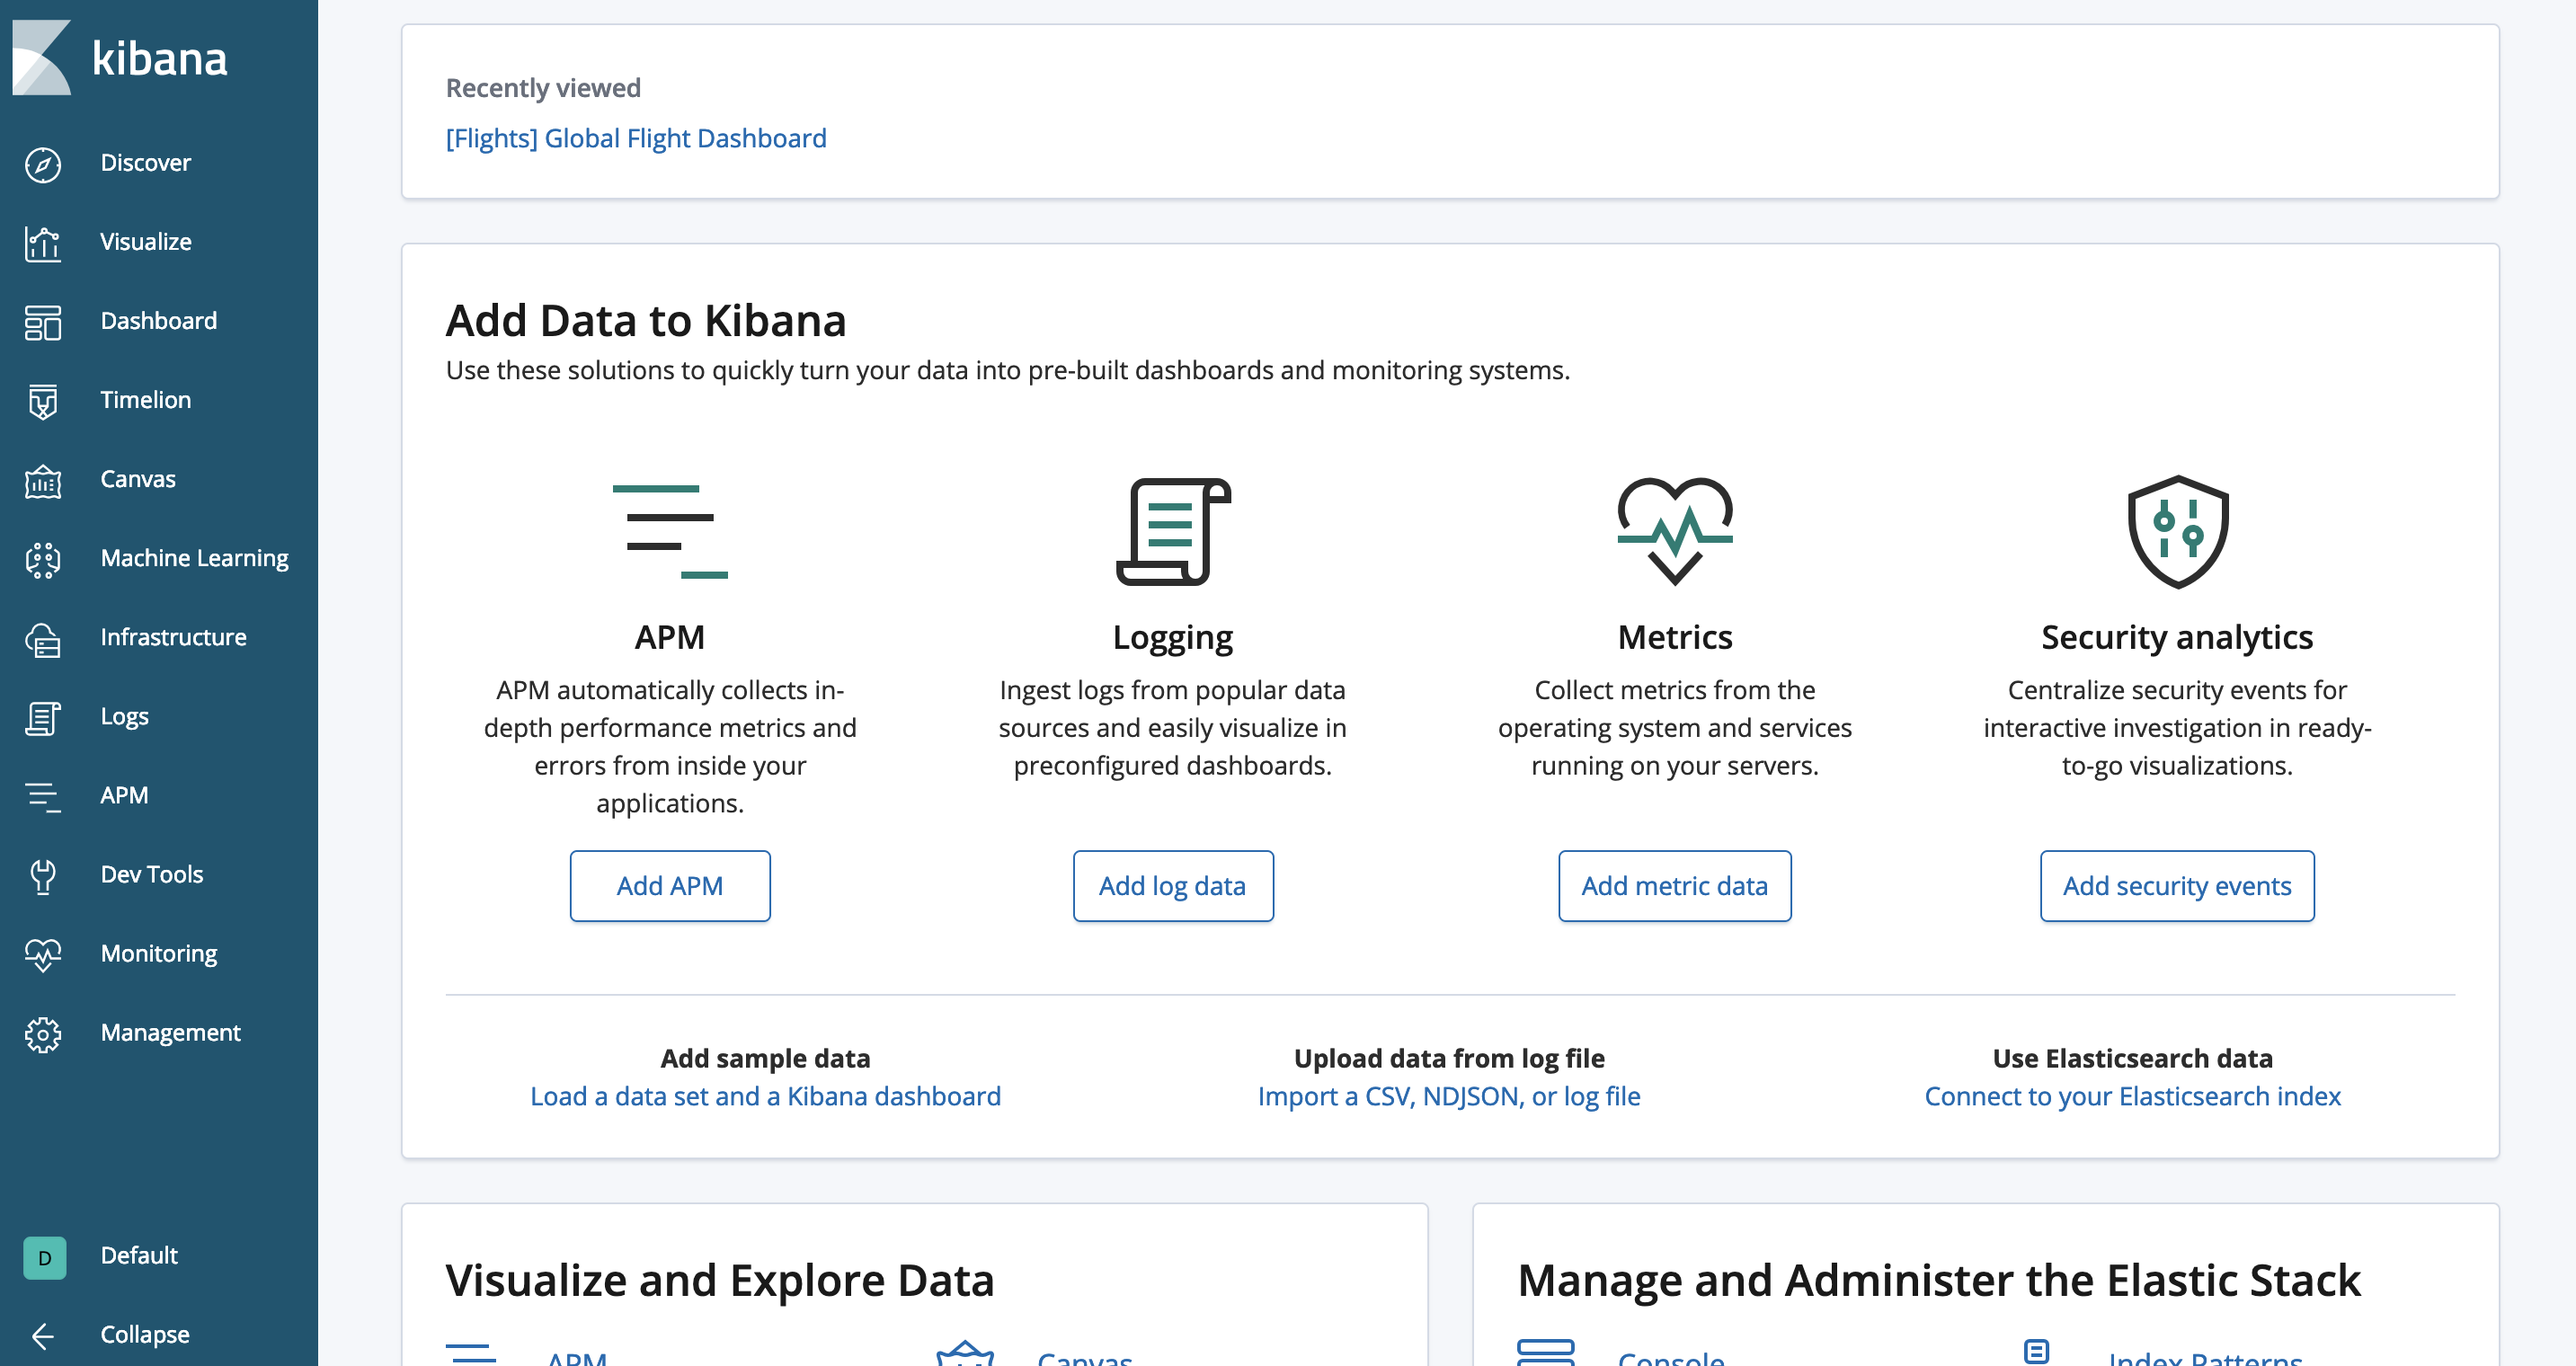 kibana
Discover
Visualize
Dashboard
Timelion
Canvas
Machine Learning
Infrastructure
Logs
APM
Dev Tools
Monitoring
Management
D
Default
Collapse
Recently viewed
[Flights] Global Flight Dashboard
Add Data to Kibana
Use these solutions to quickly turn your data into pre-built dashboards and monitoring systems.
APM
APM automatically collects in-
depth performance metrics and
errors from inside your
applications.
Add APM
Logging
Ingest logs from popular data
sources and easily visualize in
preconfigured dashboards.
Add log data
Metrics
Collect metrics from the
operating system and services
running on your servers.
Add metric data
Security analytics
Centralize security events for
interactive investigation in ready-
to-go visualizations.
Add security events
Add sample data
Load a data set and a Kibana dashboard
Upload data from log file
Import a CSV, NDJSON, or log file
Use Elasticsearch data
Connect to your Elasticsearch index
Visualize and Explore Data
APM
Canvas
Manage and Administer the Elastic Stack
Console
Index Patterns